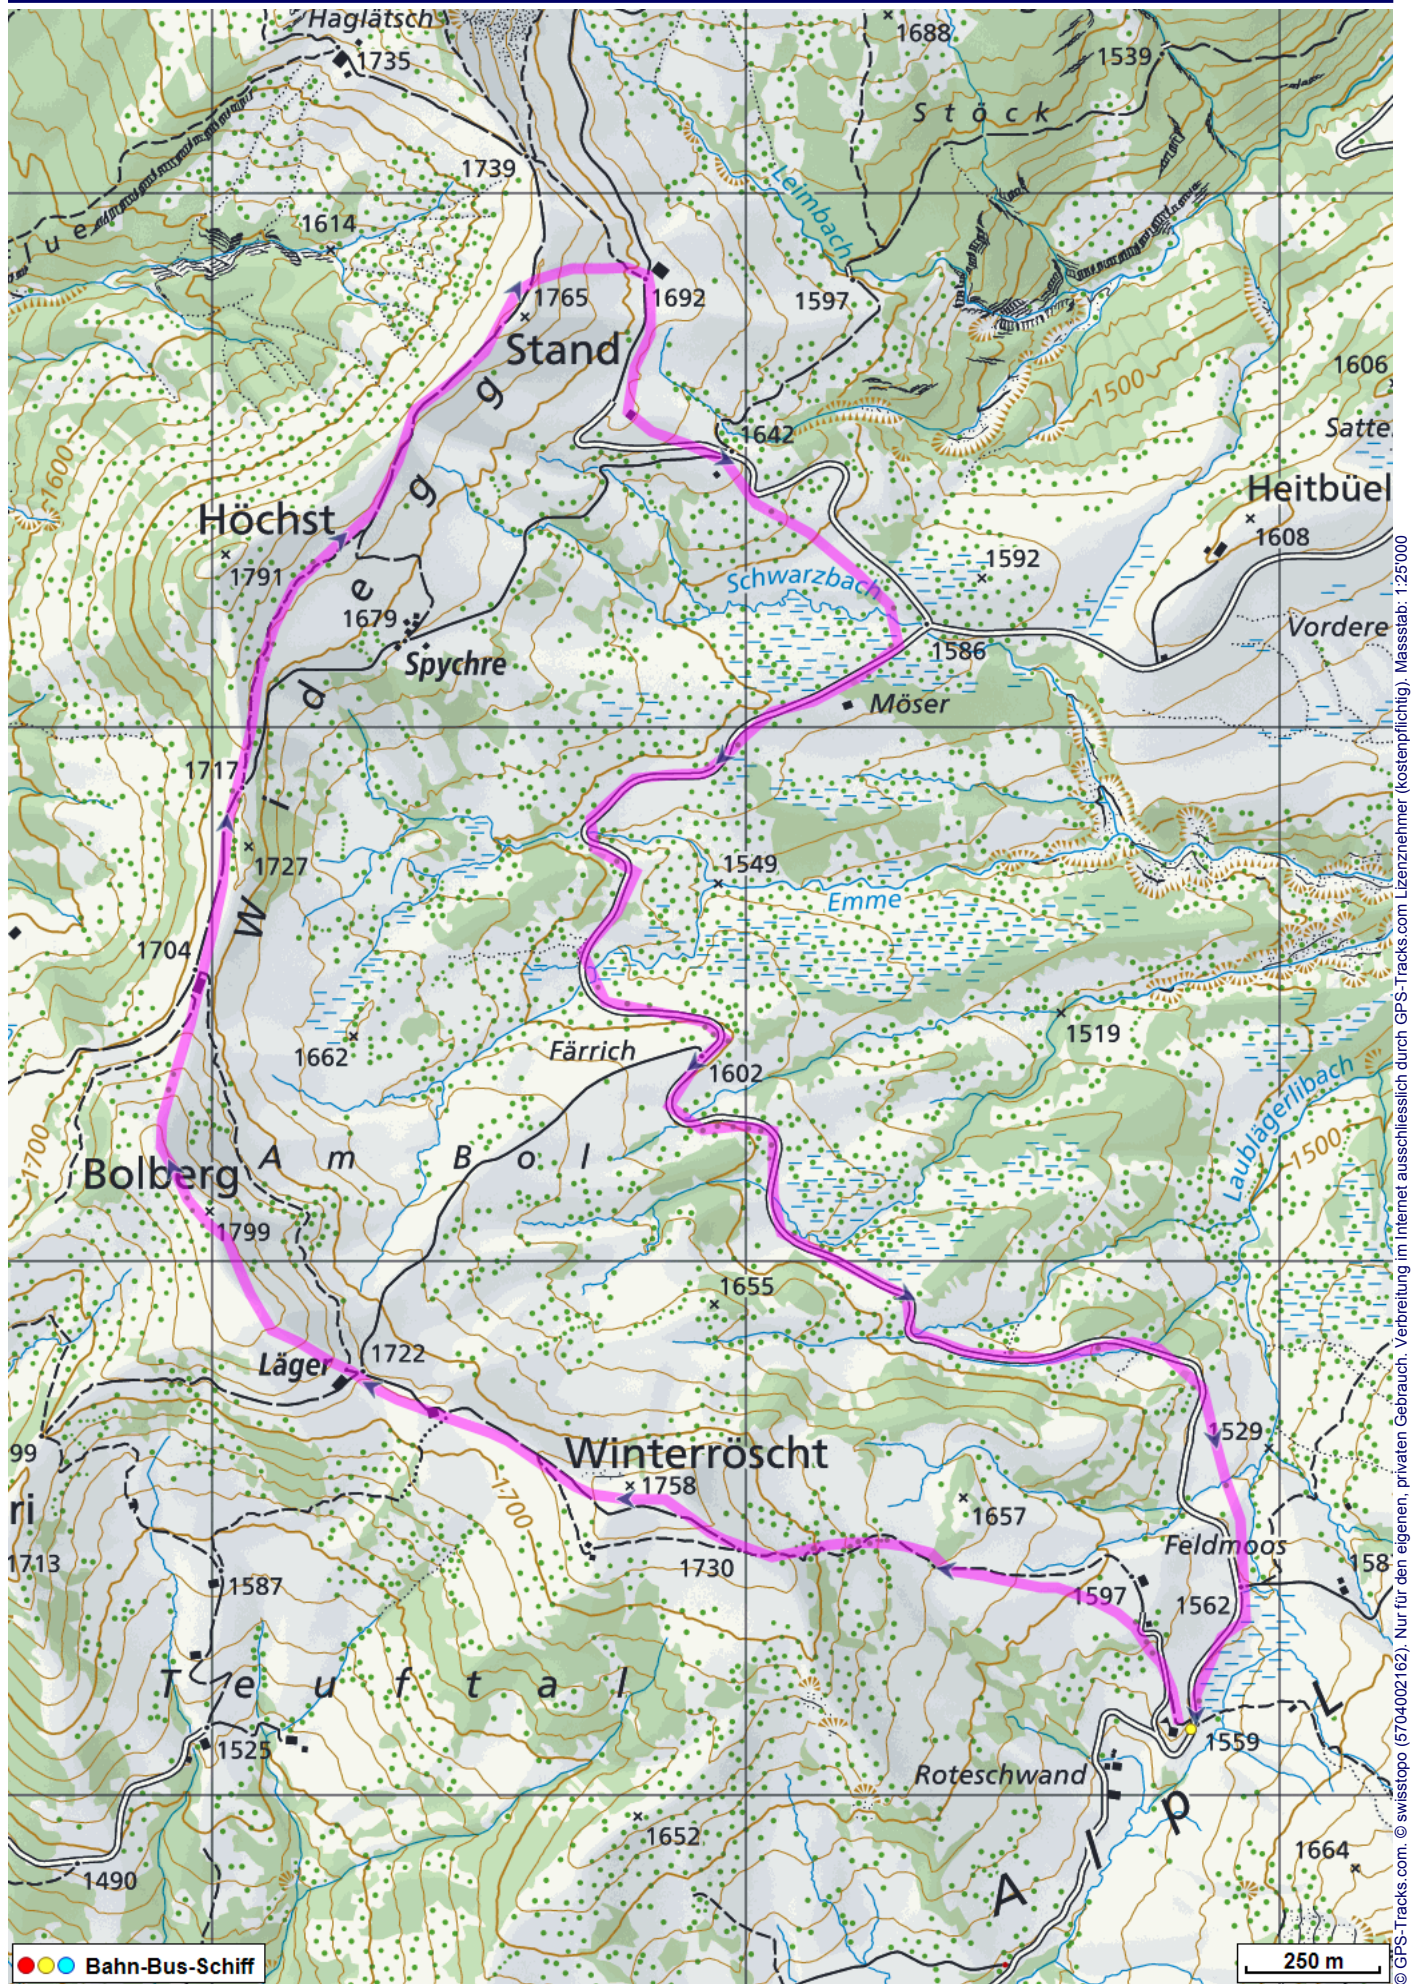 Haglätsch
1735
1688
1539
Stöck
1739
Leimbach
lue
1614
1765
1692
1597
Stand
1606
1500
1642
Satte
1600
Höchst
Heitbüel
1608
1791
1592
Schwarzbach
1679
Vordere
Spychre
1586
Möser
Widegg
1717
1727
1549
Emme
1704
1519
1662
Färrich
1602
Laublägerlibach
1700
Bolberg
Am Bol
1500
1799
1655
Läger
1722
1529
99
Winterröscht
1758
1657
ri
1700
Feldmoos
1713
1587
1730
1597
1562
158
Teuftal
L
1525
1559
Roteschwand
Alp
1652
1664
1490
Bahn-Bus-Schiff
250 m
© GPS-Tracks.com. © swisstopo (5704002162). Nur für den eigenen, privaten Gebrauch. Verbreitung im Internet ausschliesslich durch GPS-Tracks.com Lizenznehmer (kostenpflichtig). Massstab: 1:25'000